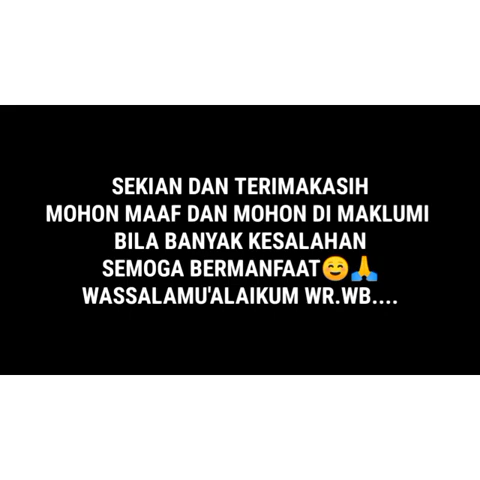 SEKIAN DAN TERIMAKASIH
MOHON MAAF DAN MOHON DI MAKLUMI
BILA BANYAK KESALAHAN
SEMOGA BERMANFAAT😊🙏
WASSALAMU'ALAIKUM WR.WB....